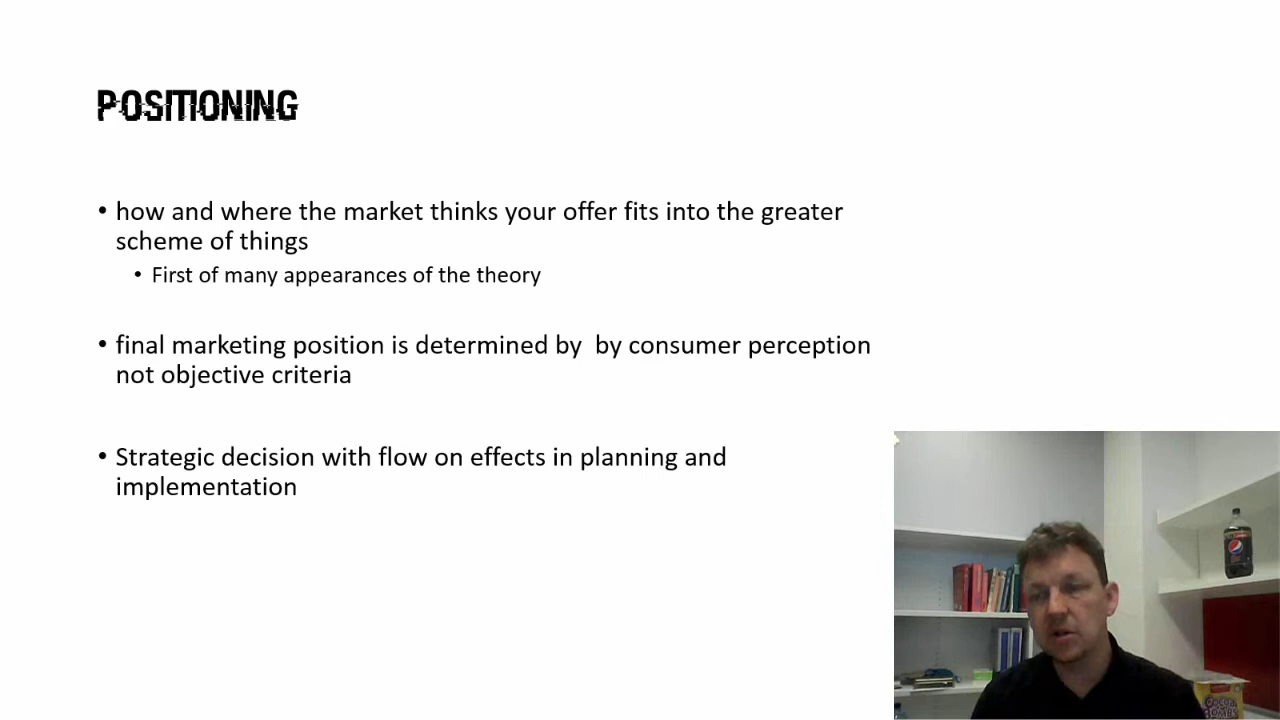 POSITIONING
• how and where the market thinks your offer fits into the greater
scheme of things
• First of many appearances of the theory
• final marketing position is determined by  by consumer perception
not objective criteria
• Strategic decision with flow on effects in planning and
implementation
COCOA
BOMBS